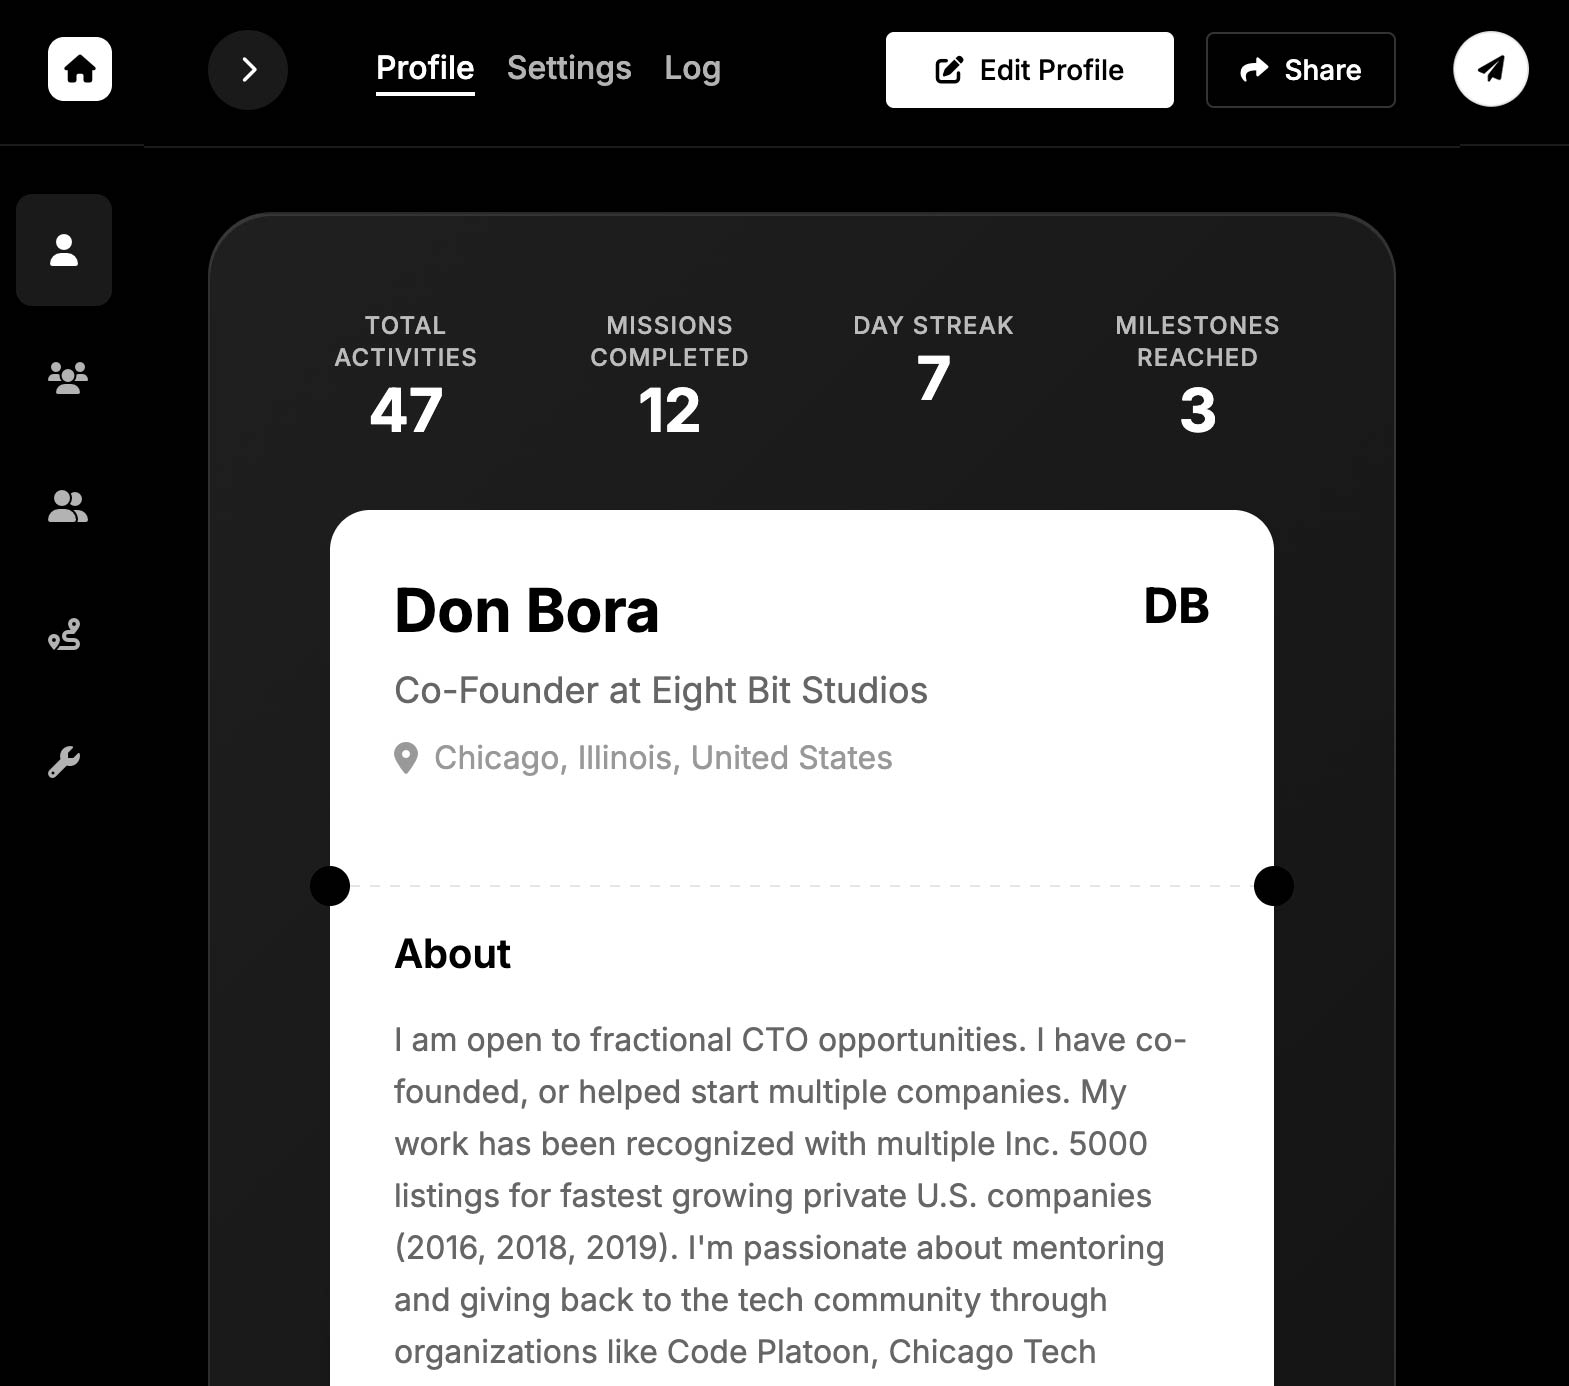 Profile
Settings
Log
Edit Profile
Share
TOTAL
ACTIVITIES
47
MISSIONS
COMPLETED
12
DAY STREAK
7
MILESTONES
REACHED
3
Don Bora
DB
Co-Founder at Eight Bit Studios
Chicago, Illinois, United States
About
I am open to fractional CTO opportunities. I have co-
founded, or helped start multiple companies. My
work has been recognized with multiple Inc. 5000
listings for fastest growing private U.S. companies
(2016, 2018, 2019). I'm passionate about mentoring
and giving back to the tech community through
organizations like Code Platoon, Chicago Tech